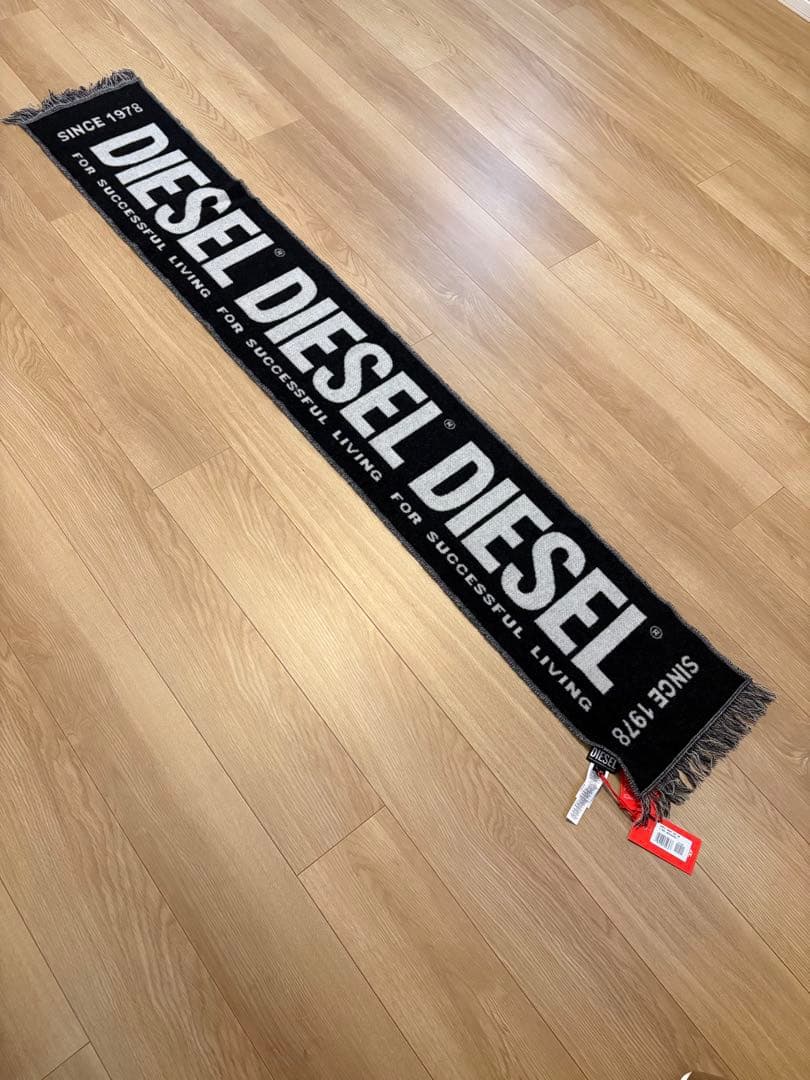 SINCE 1978
DIESEL® DIESEL® DIESEL®
FOR SUCCESSFUL LIVING FOR SUCCESSFUL LIVING FOR SUCCESSFUL LIVING
SINCE 1978
DIESEL